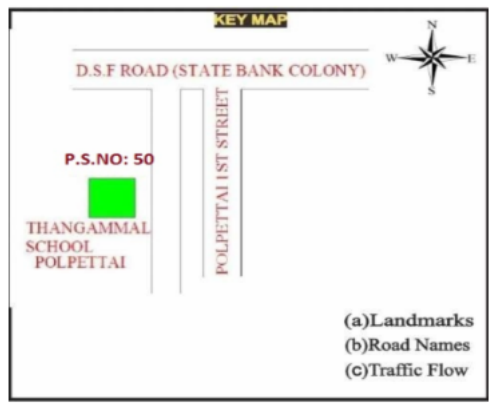 KEY MAP
N
W E
S
D.S.F ROAD (STATE BANK COLONY)
POLPETTAI 1ST STREET
P.S.NO: 50
THANGAMMAL
SCHOOL
POLPETTAI
(a)Landmarks
(b)Road Names
(c)Traffic Flow